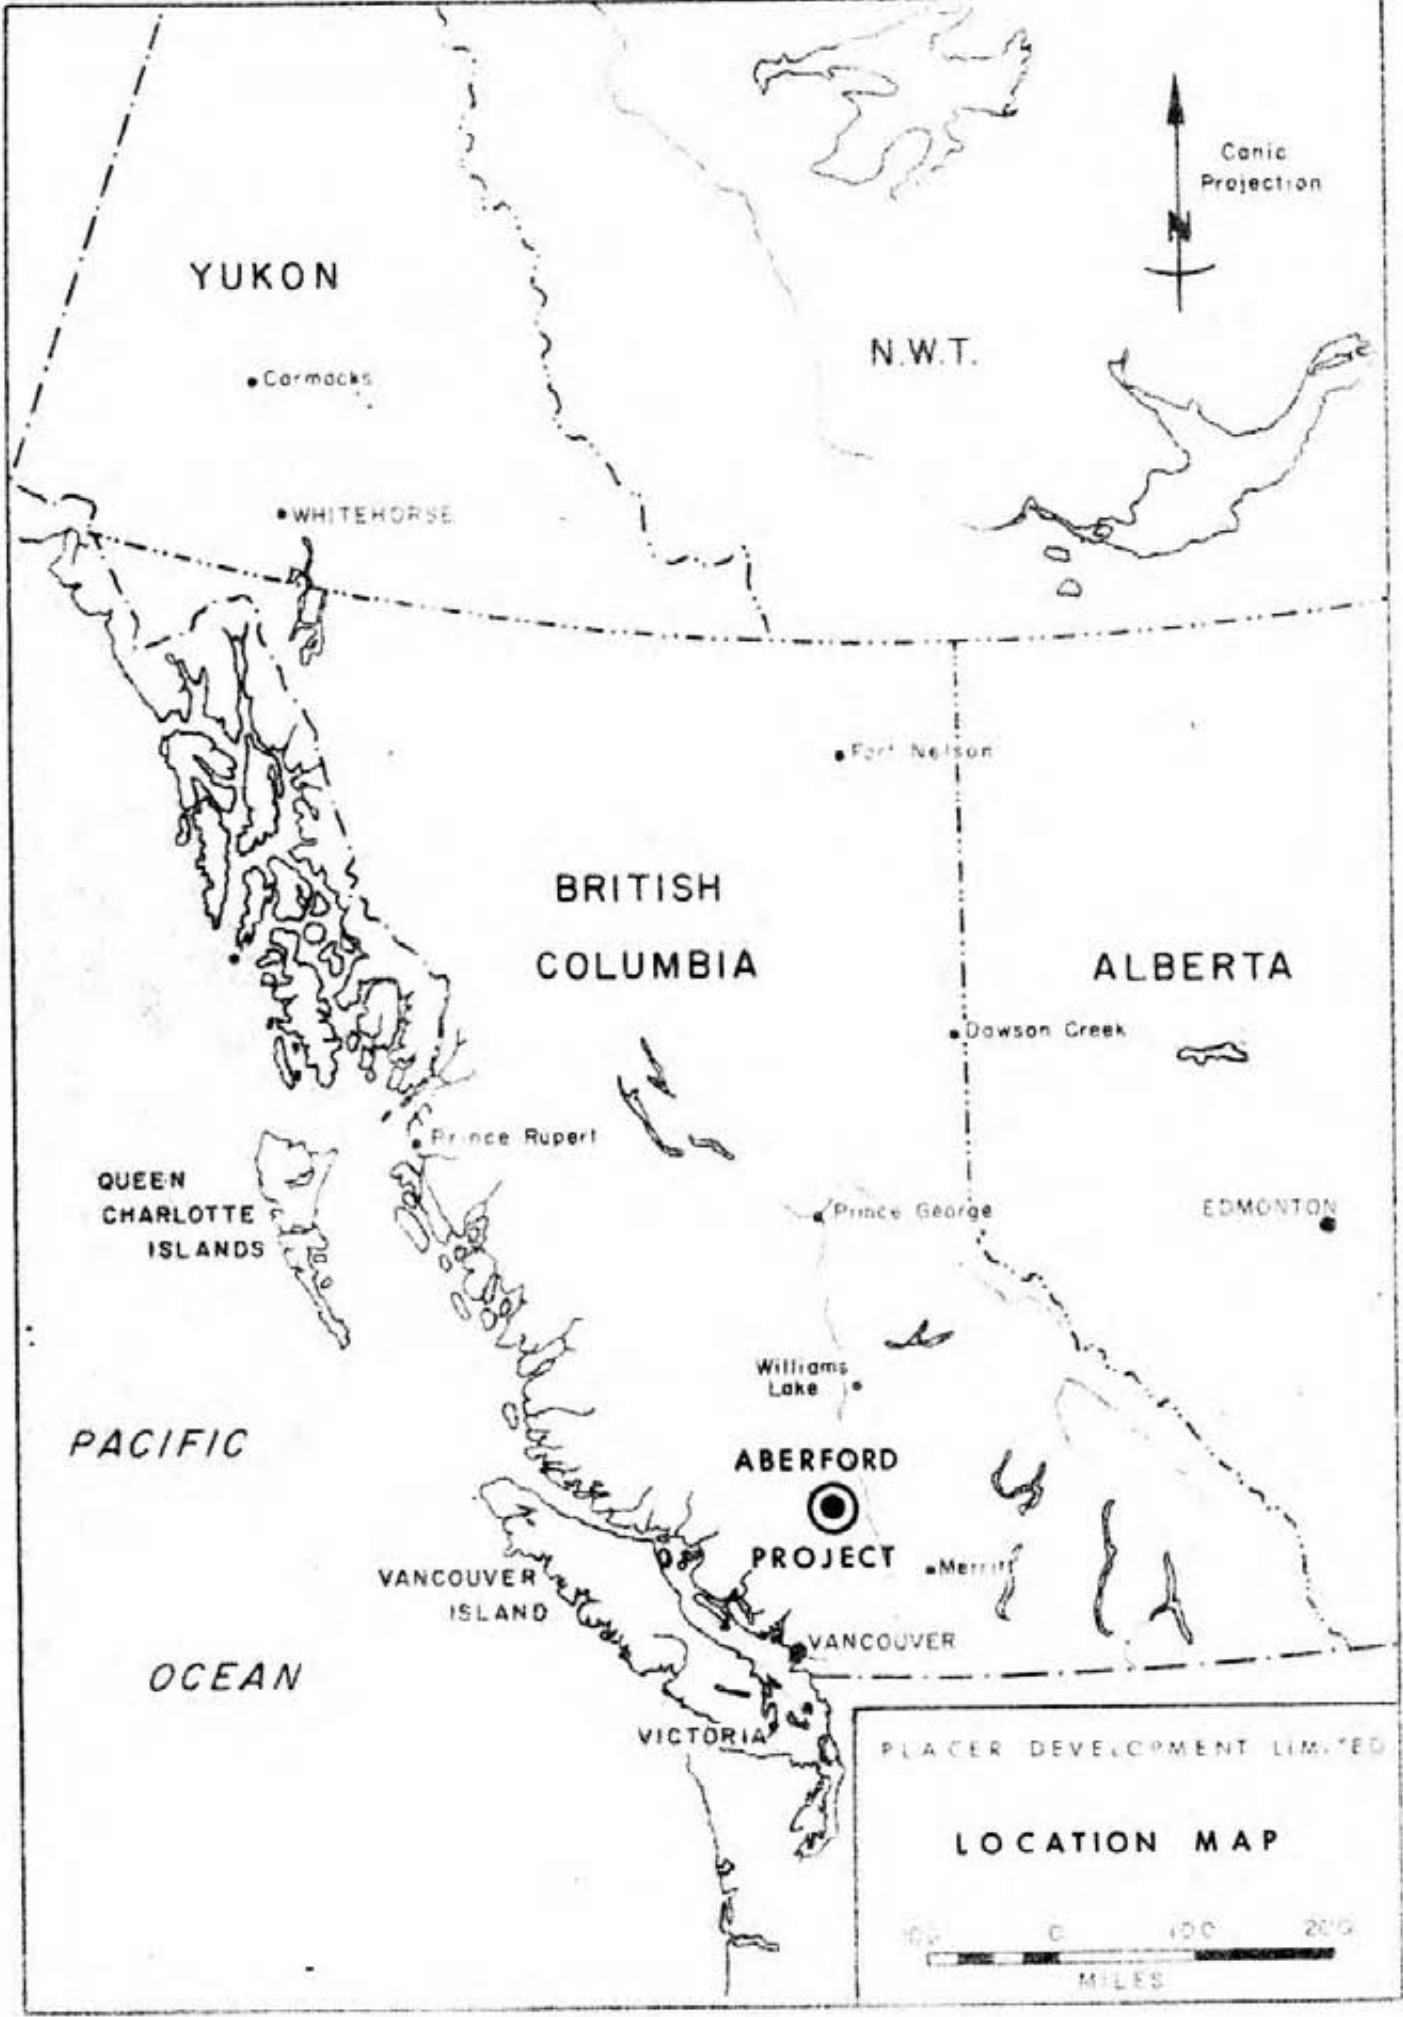 Conic
Projection
N
YUKON
N.W.T.
Carmacks
WHITEHORSE
Fort Nelson
BRITISH
COLUMBIA
ALBERTA
Dawson Creek
Prince Rupert
QUEEN
CHARLOTTE
ISLANDS
Prince George
EDMONTON
Williams
Lake
PACIFIC
OCEAN
ABERFORD
PROJECT
Merritt
VANCOUVER
ISLAND
VANCOUVER
VICTORIA
PLACER DEVELOPMENT LIMITED
LOCATION MAP
100 0 100 200
MILES